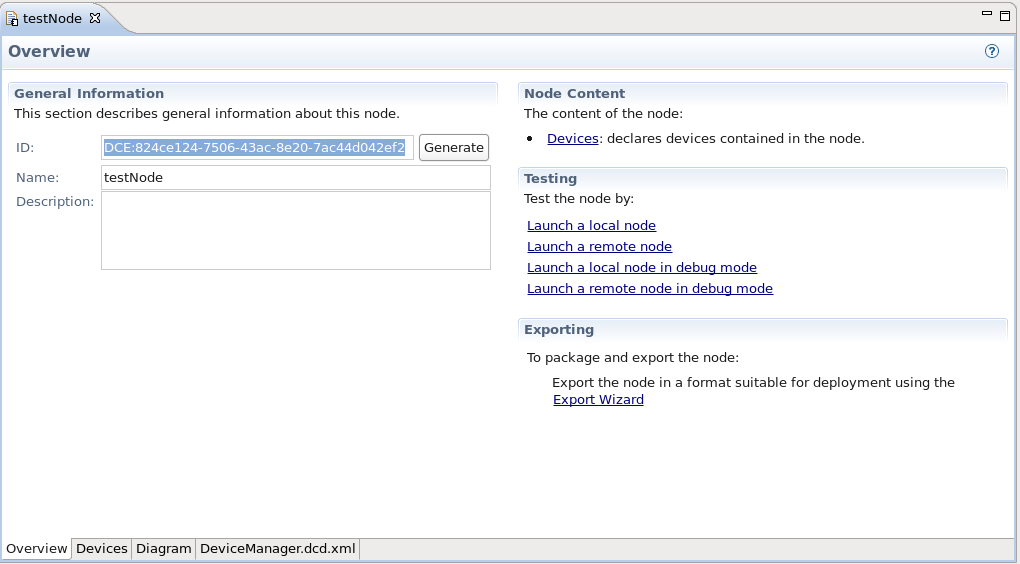 testNode
Overview
General Information
This section describes general information about this node.
ID: DCE:824ce124-7506-43ac-8e20-7ac44d042ef2 Generate
Name: testNode
Description:
Node Content
The content of the node:
• Devices: declares devices contained in the node.
Testing
Test the node by:
Launch a local node
Launch a remote node
Launch a local node in debug mode
Launch a remote node in debug mode
Exporting
To package and export the node:
Export the node in a format suitable for deployment using the
Export Wizard
Overview Devices Diagram DeviceManager.dcd.xml